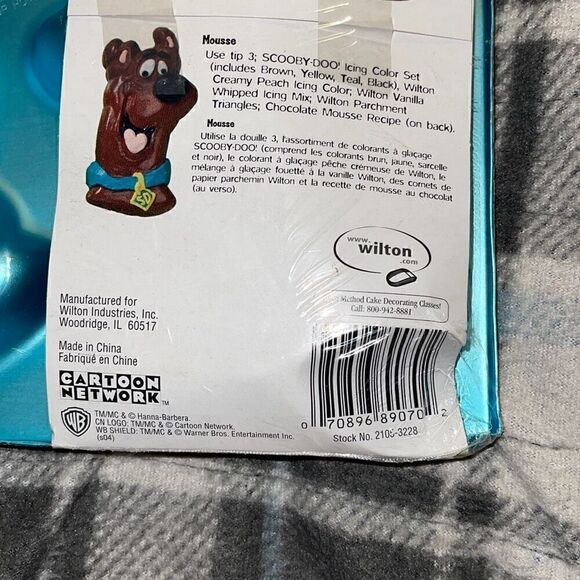 Mousse
Use tip 3; SCOOBY-DOO! Icing Color Set
(includes Brown, Yellow, Teal, Black), Wilton
Creamy Peach Icing Color; Wilton Vanilla
Whipped Icing Mix; Wilton Parchment
Triangles; Chocolate Mousse Recipe (on back).
Mousse
Utilise la douille 3, l'assortiment de colorants à glaçage
SCOOBY-DOO! (comprend les colorants brun, jaune, sarcelle
et noir), le colorant à glaçage pêche crémeuse de Wilton, le
mélange à glaçage fouetté à la vanille Wilton, des cornets de
papier parchemin Wilton et la recette de mousse au chocolat
(au verso).
SD
www.
wilton
.com
Method Cake Decorating Classes!
Call: 800-942-8881
Manufactured for
Wilton Industries, Inc.
Woodridge, IL 60517
Made in China
Fabriqué en Chine
CARTOON
NETWORK TM
WB
TM/MC & © Hanna-Barbera.
CN LOGO: TM/MC & © Cartoon Network.
WB SHIELD: TM/MC & © Warner Bros. Entertainment Inc.
(s04)
0 70896 89070 2
Stock No. 2105-3228